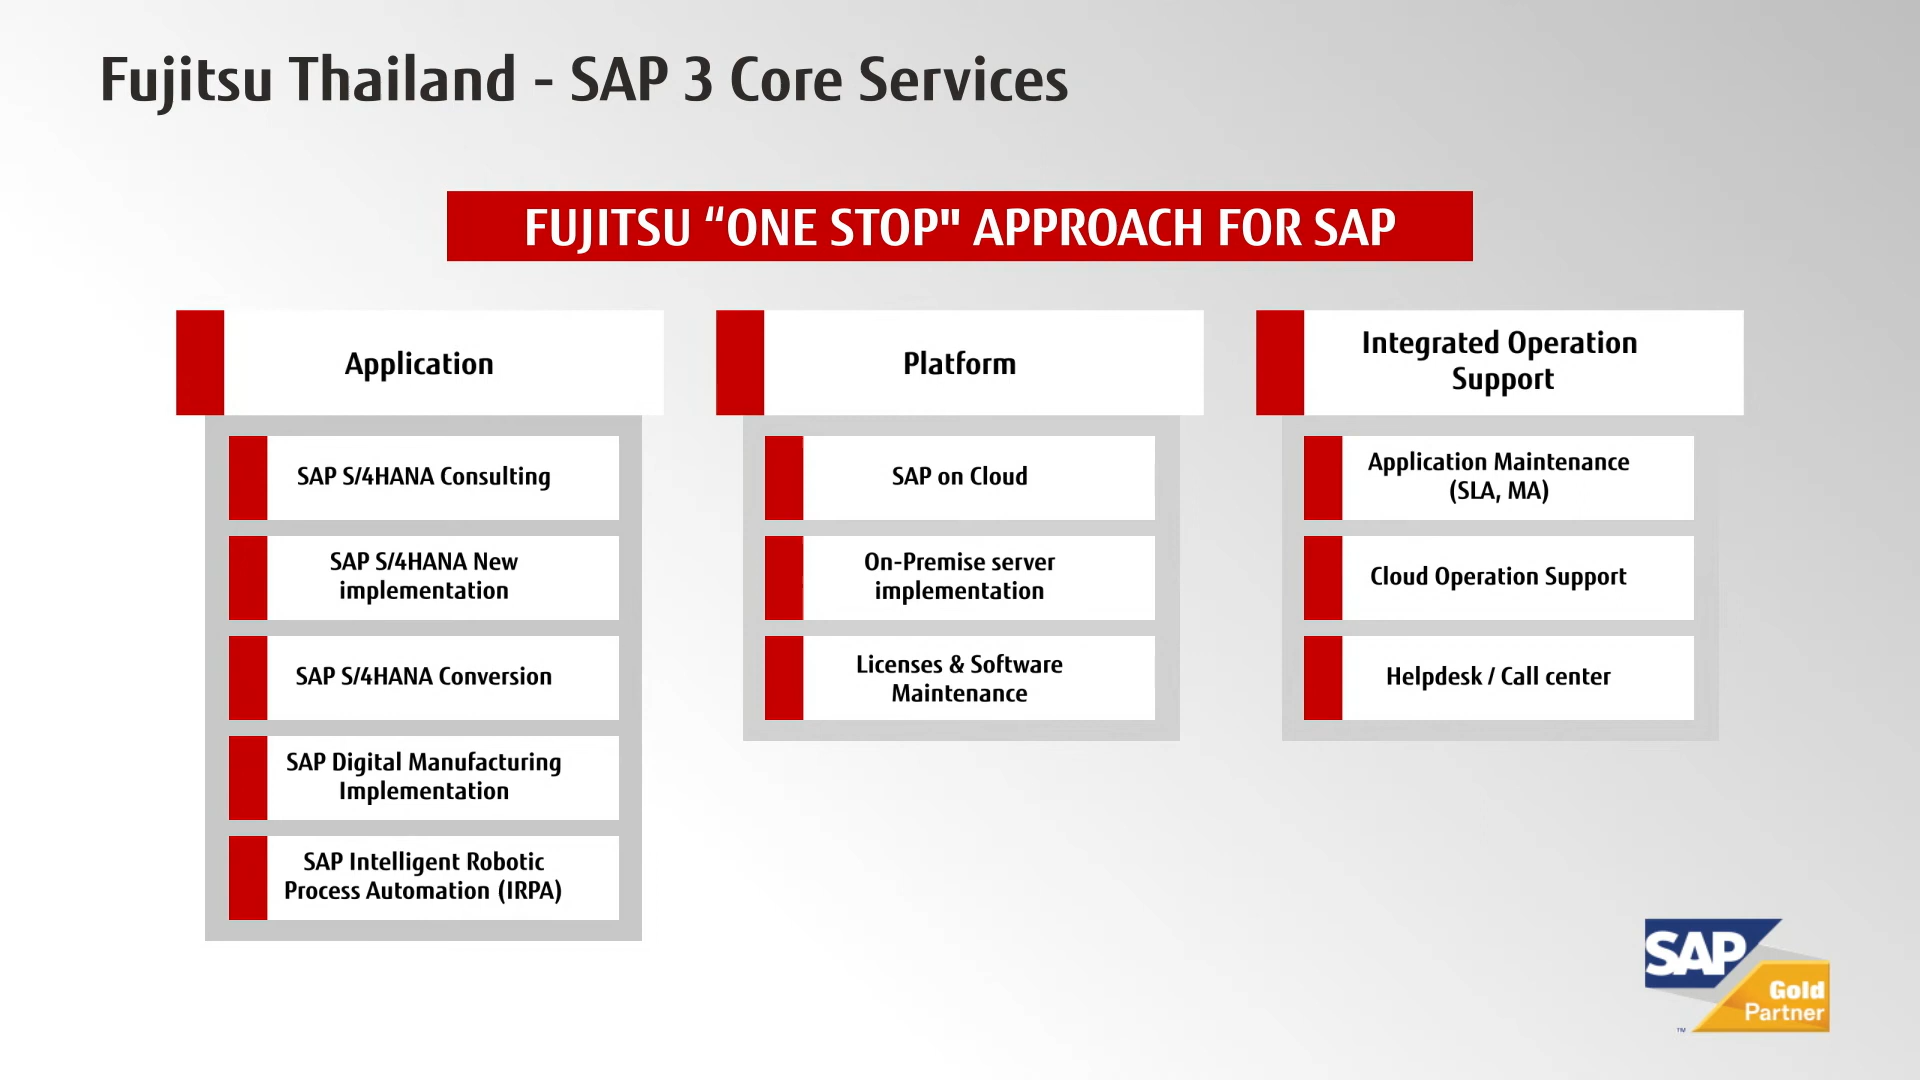 Fujitsu Thailand - SAP 3 Core Services
FUJITSU “ONE STOP" APPROACH FOR SAP
Application
SAP S/4HANA Consulting
SAP S/4HANA New
implementation
SAP S/4HANA Conversion
SAP Digital Manufacturing
Implementation
SAP Intelligent Robotic
Process Automation (IRPA)
Platform
SAP on Cloud
On-Premise server
implementation
Licenses & Software
Maintenance
Integrated Operation
Support
Application Maintenance
(SLA, MA)
Cloud Operation Support
Helpdesk / Call center
SAP
Gold
Partner
™